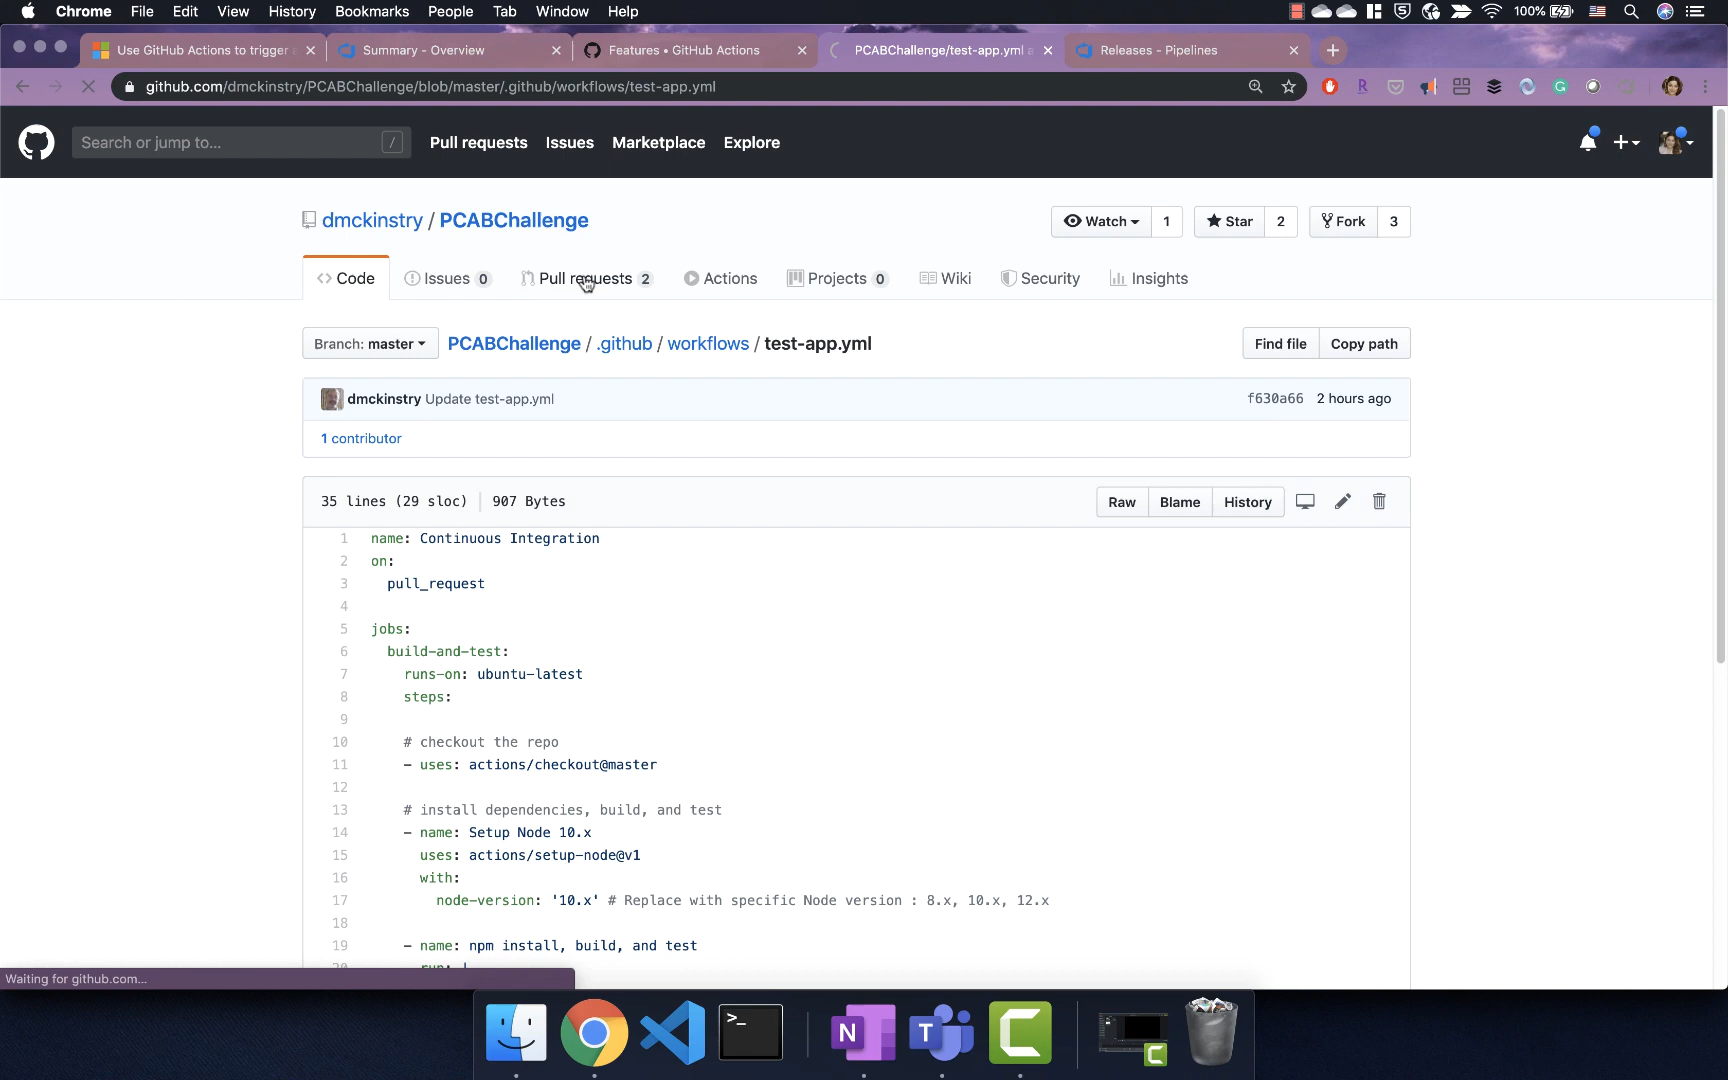 Chrome File Edit View History Bookmarks People Tab Window Help 100%
Use GitHub Actions to trigger a Summary - Overview Features • GitHub Actions PCABChallenge/test-app.yml a Releases - Pipelines
github.com/dmckinstry/PCABChallenge/blob/master/.github/workflows/test-app.yml
Search or jump to... / Pull requests Issues Marketplace Explore
dmckinstry / PCABChallenge Watch 1 Star 2 Fork 3
Code Issues 0 Pull requests 2 Actions Projects 0 Wiki Security Insights
Branch: master PCABChallenge / .github / workflows / test-app.yml Find file Copy path
dmckinstry Update test-app.yml f630a66 2 hours ago
1 contributor
35 lines (29 sloc) 907 Bytes Raw Blame History
1 name: Continuous Integration
2 on:
3 pull_request
4
5 jobs:
6 build-and-test:
7 runs-on: ubuntu-latest
8 steps:
9
10 # checkout the repo
11 - uses: actions/checkout@master
12
13 # install dependencies, build, and test
14 - name: Setup Node 10.x
15 uses: actions/setup-node@v1
16 with:
17 node-version: '10.x' # Replace with specific Node version : 8.x, 10.x, 12.x
18
19 - name: npm install, build, and test
20 run: |
Waiting for github.com...